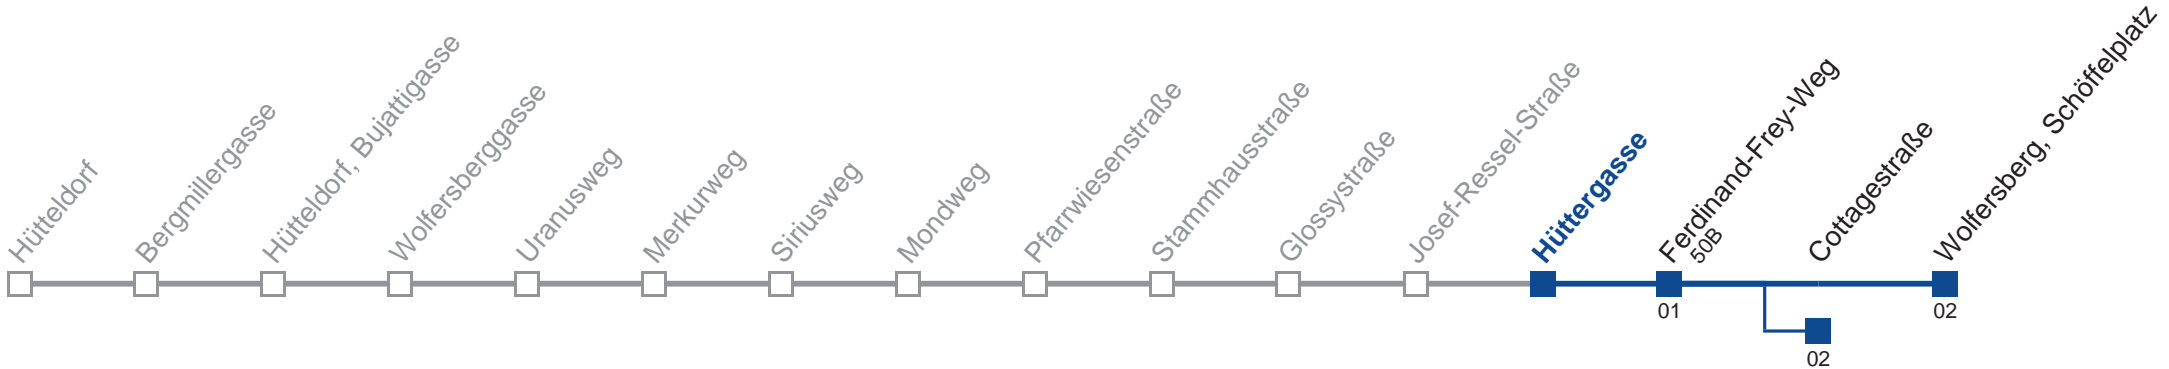 Hütteldorf
Bergmillergasse
Hütteldorf, Bujattigasse
Wolfersberggasse
Uranusweg
Merkurweg
Siriusweg
Mondweg
Pfarrwiesenstraße
Stammhausstraße
Glossystraße
Josef-Ressel-Straße
Hüttergasse
Ferdinand-Frey-Weg
50B
Cottagestraße
Wolfersberg, Schöffelplatz
01
02
02